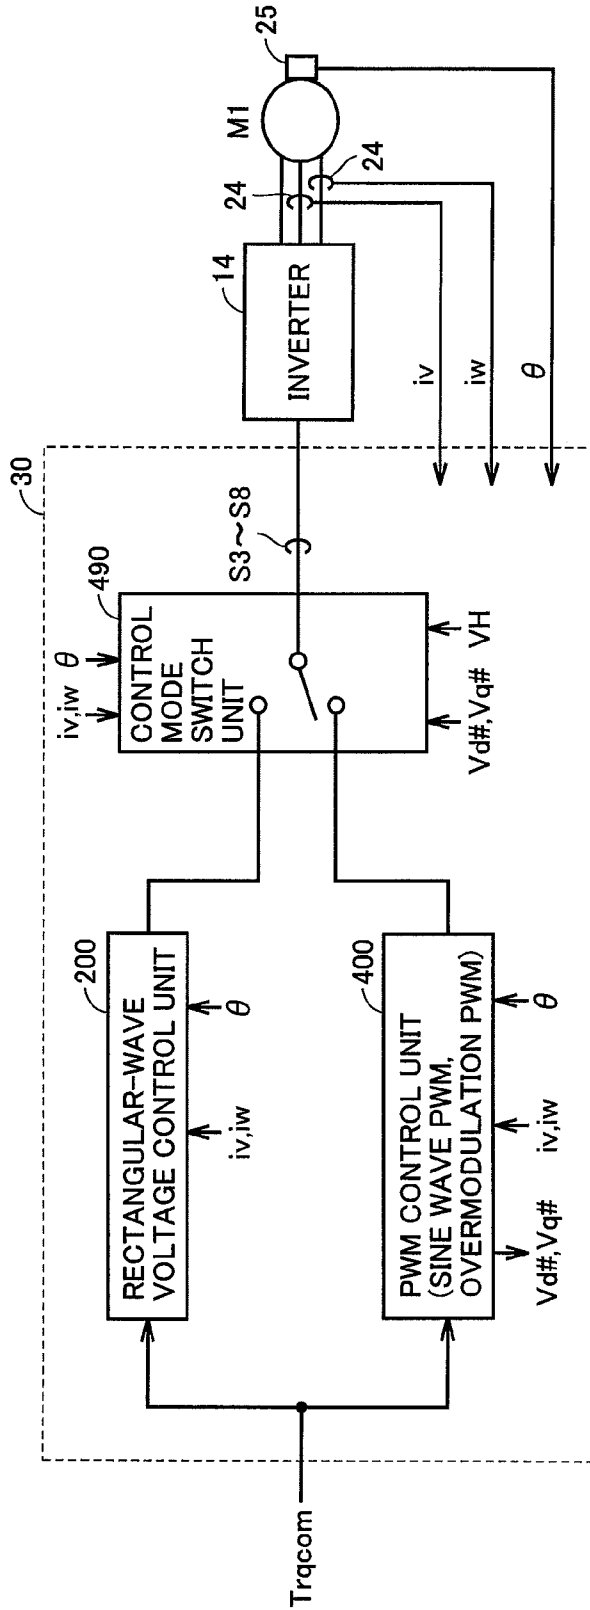 30
Trqcom
200
RECTANGULAR-WAVE
VOLTAGE CONTROL UNIT
iv,iw
θ
400
PWM CONTROL UNIT
(SINE WAVE PWM,
OVERMODULATION PWM)
Vd#,Vq#
iv,iw
θ
iv,iw
θ
490
CONTROL
MODE
SWITCH
UNIT
Vd#,Vq#
VH
S3～S8
14
INVERTER
24
24
M1
25
iv
iw
θ